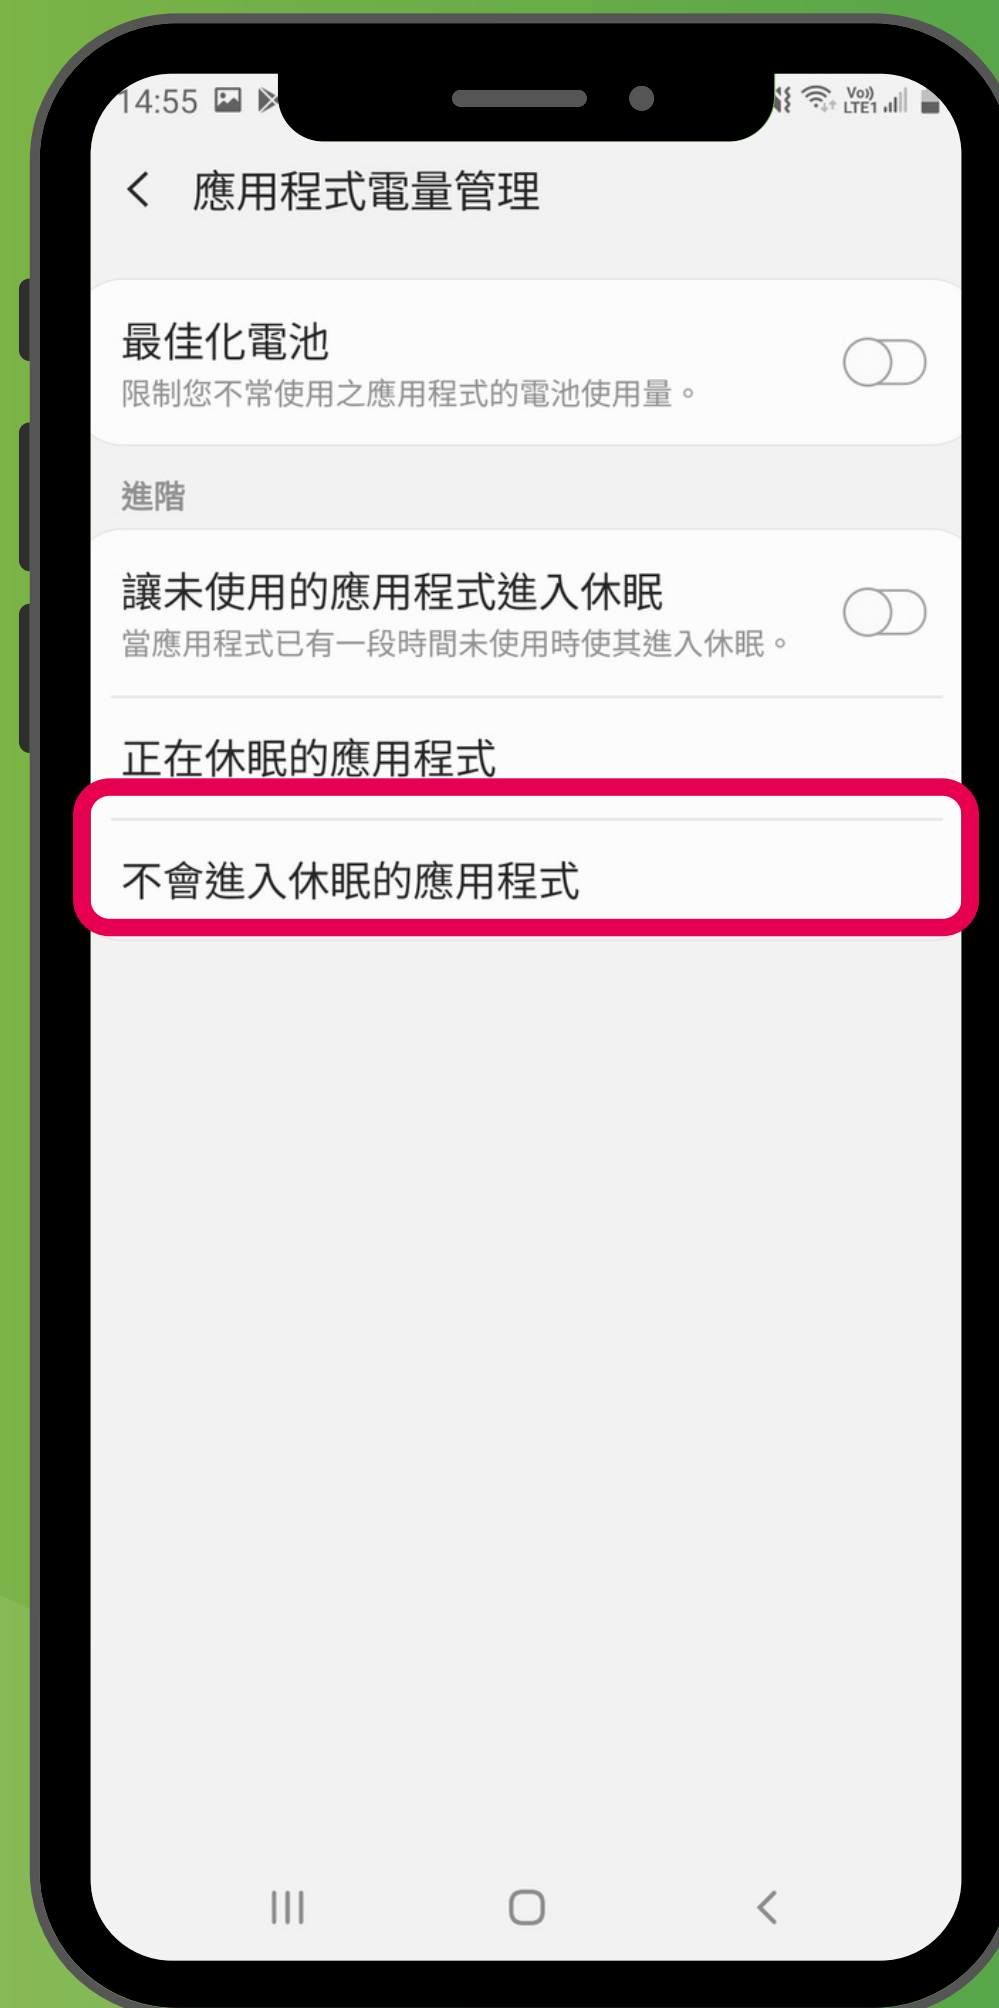 14:55
Vo))
LTE1
應用程式電量管理
最佳化電池
限制您不常使用之應用程式的電池使用量。
進階
讓未使用的應用程式進入休眠
當應用程式已有一段時間未使用時使其進入休眠。
正在休眠的應用程式
不會進入休眠的應用程式